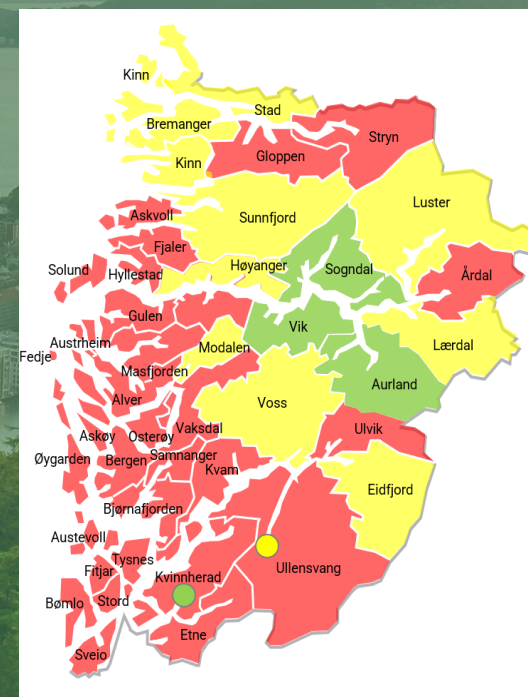 Kinn
Stad
Bremanger
Stryn
Gloppen
Kinn
Luster
Askvoll
Sunnfjord
Fjaler
Solund
Hyllestad
Høyanger
Sogndal
Årdal
Gulen
Vik
Austrheim
Modalen
Lærdal
Fedje
Masfjorden
Aurland
Alver
Voss
Askøy
Osterøy
Vaksdal
Ulvik
Øygarden
Bergen
Samnanger
Kvam
Eidfjord
Bjørnafjorden
Austevoll
Tysnes
Fitjar
Kvinnherad
Ullensvang
Bømlo
Stord
Etne
Sveio